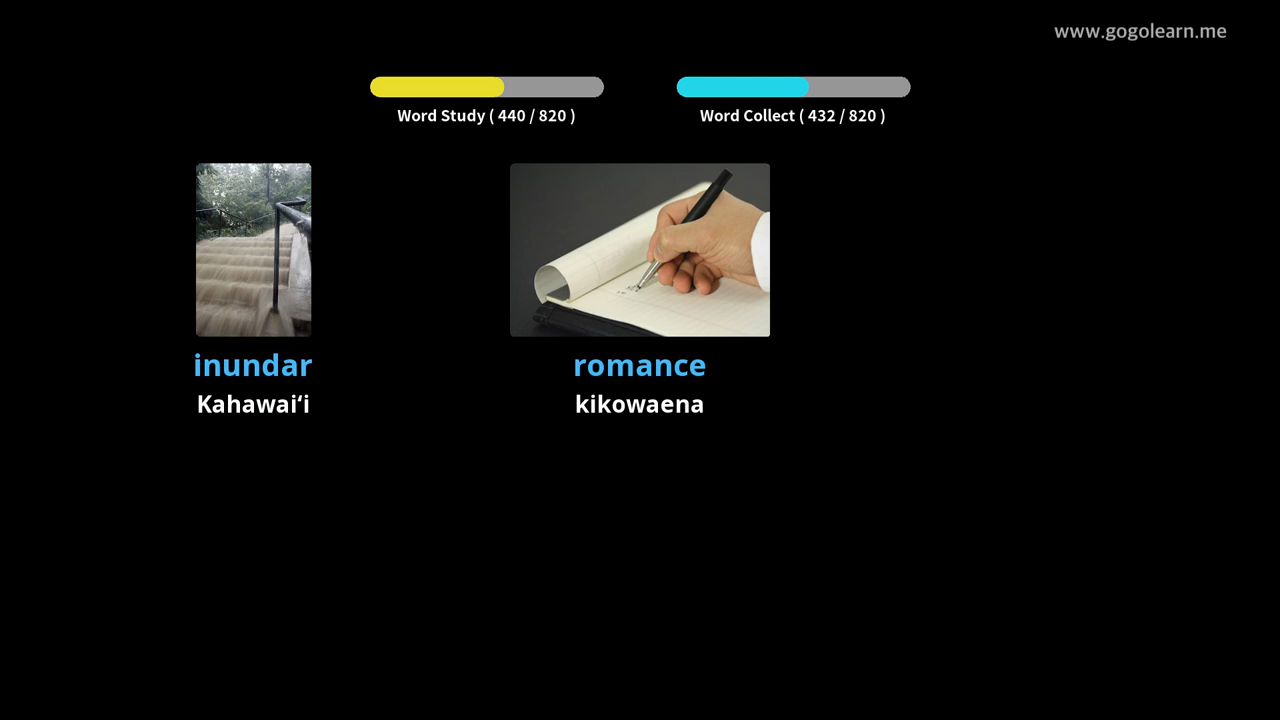 www.gogolearn.me
Word Study ( 440 / 820 )
Word Collect ( 432 / 820 )
inundar
Kahawaiʻi
romance
kikowaena